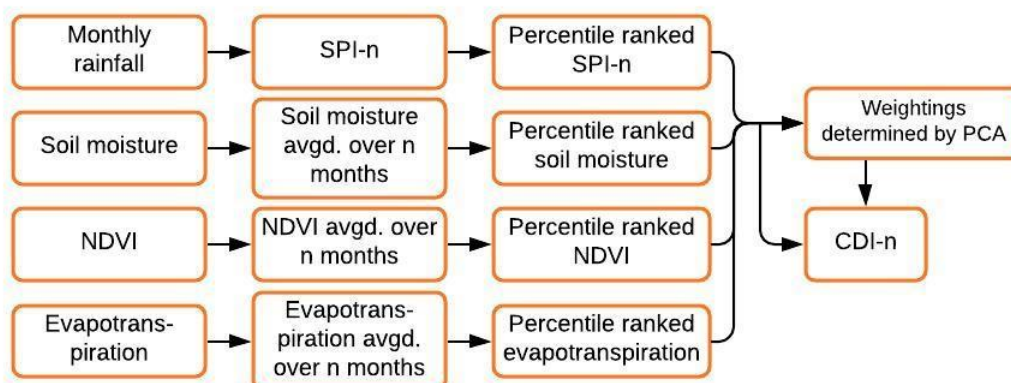 Monthly
rainfall
SPI-n
Percentile ranked
SPI-n
Soil moisture
Soil moisture
avgd. over n
months
Percentile ranked
soil moisture
NDVI
NDVI avgd. over
n months
Percentile ranked
NDVI
Evapotrans-
piration
Evapotrans-
piration avgd.
over n months
Percentile ranked
evapotranspiration
Weightings
determined by PCA
CDI-n